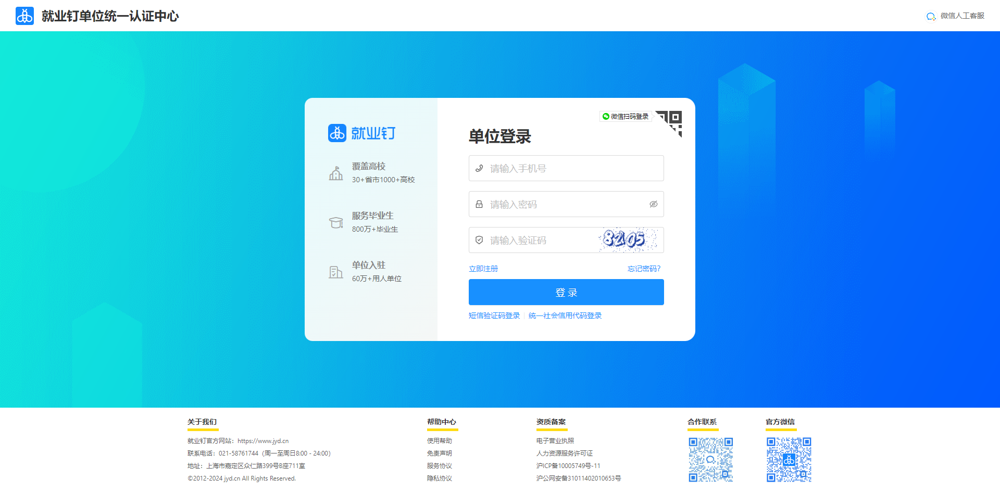 就业钉单位统一认证中心
微信人工客服
就业钉
覆盖高校
30+省市1000+高校
服务毕业生
800万+毕业生
单位入驻
60万+用人单位
微信扫码登录
单位登录
请输入手机号
请输入密码
请输入验证码
8205
立即注册
忘记密码?
登 录
短信验证码登录
统一社会信用代码登录
关于我们
就业钉官方网站：https://www.jyd.cn
联系电话：021-58761744（周一至周日8:00 - 24:00）
地址：上海市嘉定区众仁路399号B座711室
©2012-2024 jyd.cn All Rights Reserved.
帮助中心
使用帮助
免责声明
服务协议
隐私协议
资质备案
电子营业执照
人力资源服务许可证
沪ICP备10005749号-11
沪公网安备31011402010653号
合作联系
官方微信